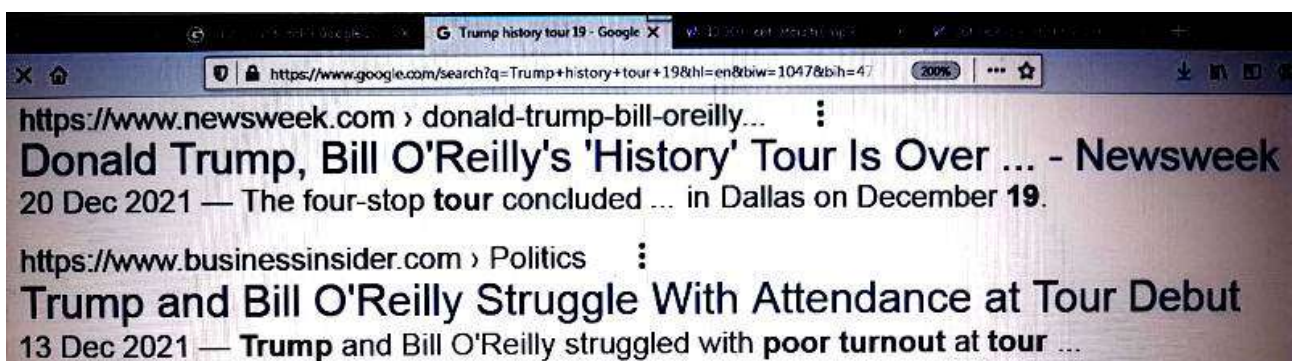 G Trump history tour 19 - Google X
https://www.google.com/search?q=Trump+history+tour+19&hl=en&biw=1047&bih=47 200%
https://www.newsweek.com › donald-trump-bill-oreilly...
Donald Trump, Bill O'Reilly's 'History' Tour Is Over ... - Newsweek
20 Dec 2021 — The four-stop tour concluded ... in Dallas on December 19.
https://www.businessinsider.com › Politics
Trump and Bill O'Reilly Struggle With Attendance at Tour Debut
13 Dec 2021 — Trump and Bill O'Reilly struggled with poor turnout at tour ...